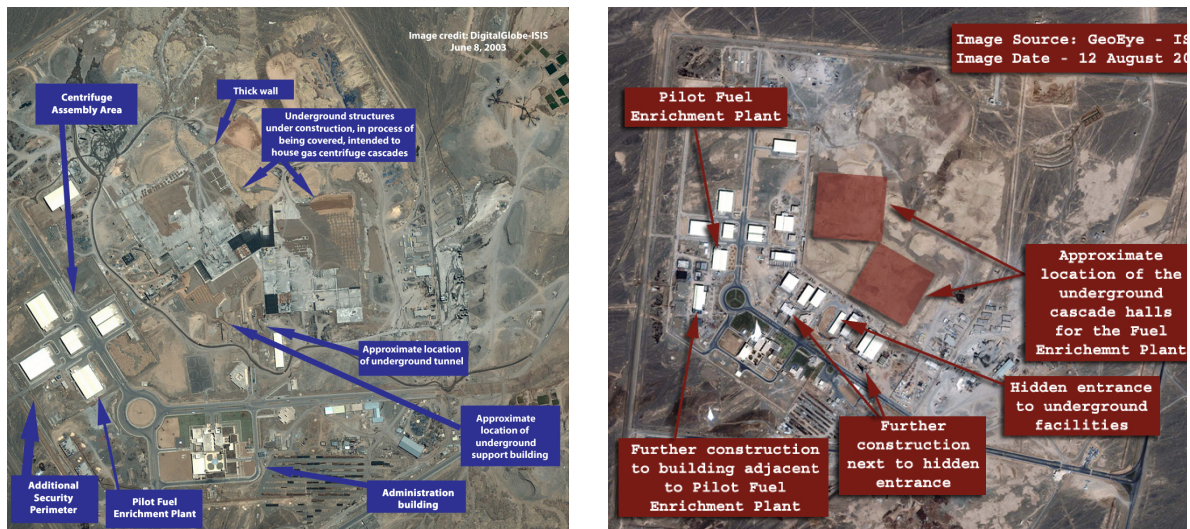 Image credit: DigitalGlobe-ISIS
June 8, 2003
Centrifuge
Assembly Area
Thick wall
Underground structures
under construction, in process of
being covered, intended to
house gas centrifuge cascades
Approximate location
of underground tunnel
Approximate
location of
underground
support building
Additional
Security
Perimeter
Pilot Fuel
Enrichment Plant
Administration
building
Image Source: GeoEye - IS
Image Date - 12 August 20
Pilot Fuel
Enrichment Plant
Approximate
location of the
underground
cascade halls
for the Fuel
Enrichemnt Plant
Hidden entrance
to underground
facilities
Further
construction
next to hidden
entrance
Further construction
to building adjacent
to Pilot Fuel
Enrichment Plant